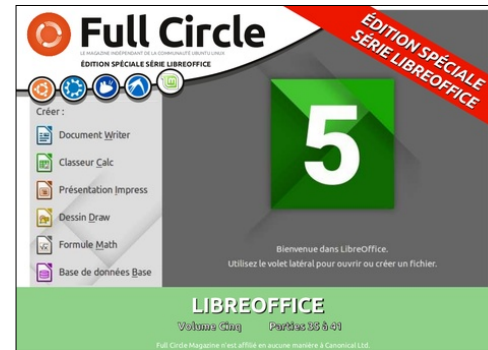 Full Circle
LE MAGAZINE INDÉPENDANT DE LA COMMUNAUTÉ UBUNTU LINUX
ÉDITION SPÉCIALE SÉRIE LIBREOFFICE
ÉDITION SPÉCIALE
SÉRIE LIBREOFFICE
Créer :
Document Writer
Classeur Calc
Présentation Impress
Dessin Draw
Formule Math
Base de données Base
5
Bienvenue dans LibreOffice.
Utilisez le volet latéral pour ouvrir ou créer un fichier.
LIBREOFFICE
Volume Cinq Parties 35 à 41
Full Circle Magazine n'est affilié en aucune manière à Canonical Ltd.